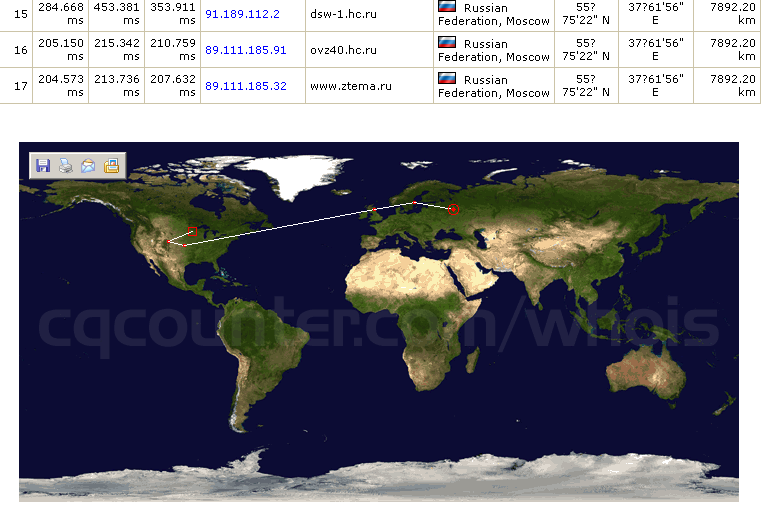 15 284.668 ms 453.381 ms 353.911 ms 91.189.112.2 dsw-1.hc.ru Russian Federation, Moscow 55? 75'22" N 37?61'56" E 7892.20 km
16 205.150 ms 215.342 ms 210.759 ms 89.111.185.91 ovz40.hc.ru Russian Federation, Moscow 55? 75'22" N 37?61'56" E 7892.20 km
17 204.573 ms 213.736 ms 207.632 ms 89.111.185.32 www.ztema.ru Russian Federation, Moscow 55? 75'22" N 37?61'56" E 7892.20 km
cqcounter.com/whois